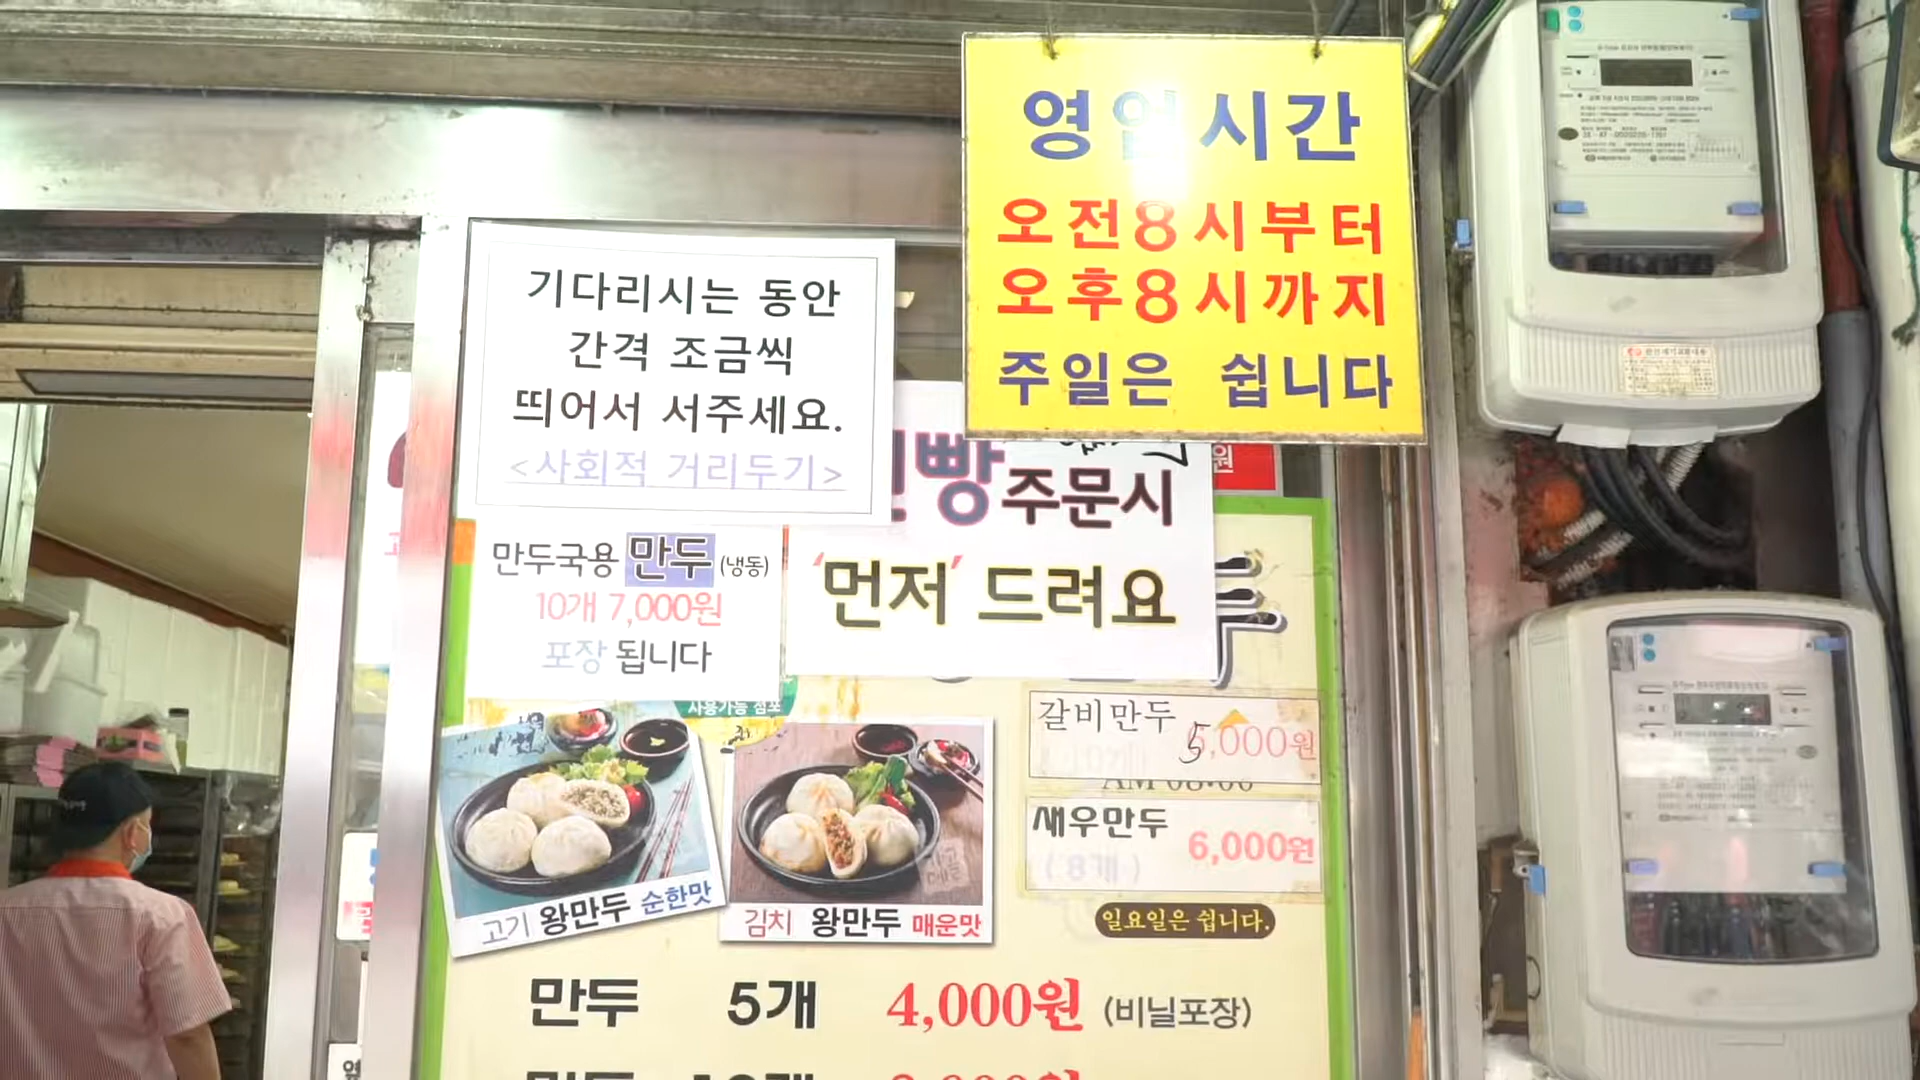 영업시간
오전8시부터
오후8시까지
주일은 쉽니다
기다리시는 동안
간격 조금씩
띄어서 서주세요.
<사회적 거리두기>
빵주문시
'먼저' 드려요
만두국용 만두 (냉동)
10개 7,000원
포장 됩니다
사용가능 점포
갈비만두 5,000원
AM 08:00
새우만두 6,000원
(8개)
일요일은 쉽니다.
고기 왕만두 순한맛
김치 왕만두 매운맛
만두 5개 4,000원 (비닐포장)